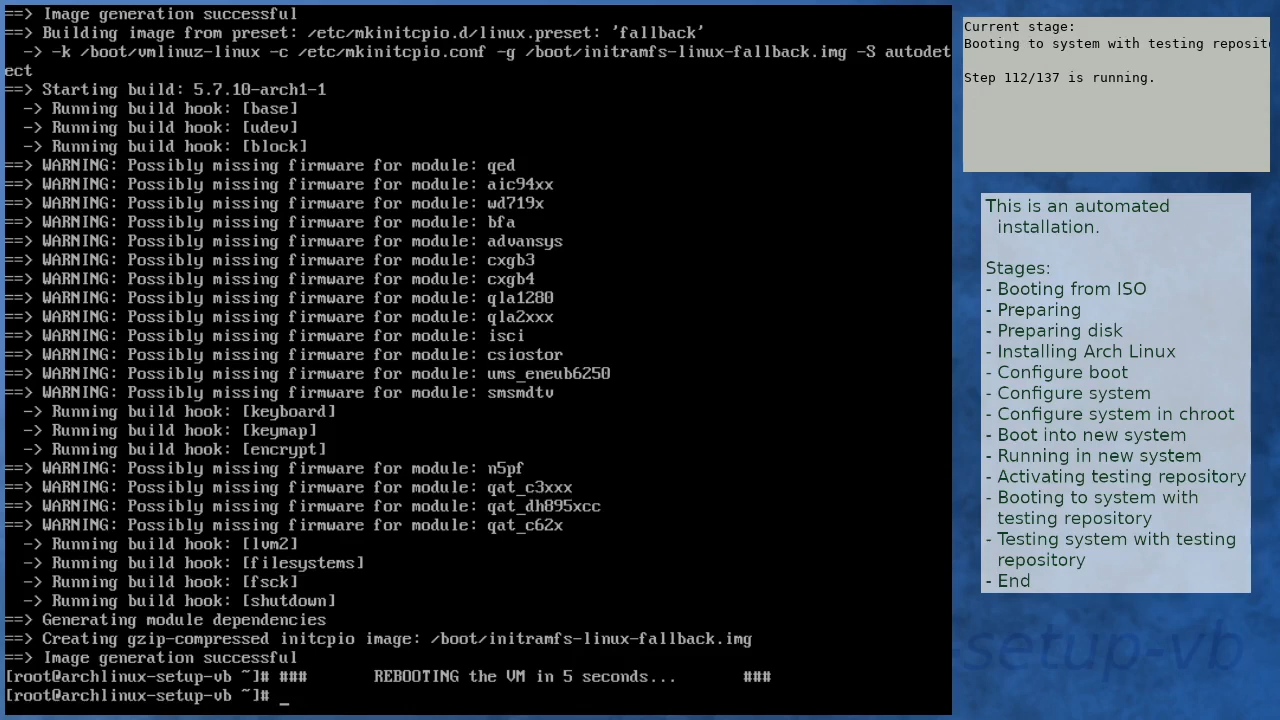 ==> Image generation successful
==> Building image from preset: /etc/mkinitcpio.d/linux.preset: 'fallback'
  -> -k /boot/vmlinuz-linux -c /etc/mkinitcpio.conf -g /boot/initramfs-linux-fallback.img -S autodet
ect
==> Starting build: 5.7.10-arch1-1
  -> Running build hook: [base]
  -> Running build hook: [udev]
  -> Running build hook: [block]
==> WARNING: Possibly missing firmware for module: qed
==> WARNING: Possibly missing firmware for module: aic94xx
==> WARNING: Possibly missing firmware for module: wd719x
==> WARNING: Possibly missing firmware for module: bfa
==> WARNING: Possibly missing firmware for module: advansys
==> WARNING: Possibly missing firmware for module: cxgb3
==> WARNING: Possibly missing firmware for module: cxgb4
==> WARNING: Possibly missing firmware for module: qla1280
==> WARNING: Possibly missing firmware for module: qla2xxx
==> WARNING: Possibly missing firmware for module: isci
==> WARNING: Possibly missing firmware for module: csiostor
==> WARNING: Possibly missing firmware for module: ums_eneub6250
==> WARNING: Possibly missing firmware for module: smsmdtv
  -> Running build hook: [keyboard]
  -> Running build hook: [keymap]
  -> Running build hook: [encrypt]
==> WARNING: Possibly missing firmware for module: n5pf
==> WARNING: Possibly missing firmware for module: qat_c3xxx
==> WARNING: Possibly missing firmware for module: qat_dh895xcc
==> WARNING: Possibly missing firmware for module: qat_c62x
  -> Running build hook: [lvm2]
  -> Running build hook: [filesystems]
  -> Running build hook: [fsck]
  -> Running build hook: [shutdown]
==> Generating module dependencies
==> Creating gzip-compressed initcpio image: /boot/initramfs-linux-fallback.img
==> Image generation successful
[root@archlinux-setup-vb ~]# ###       REBOOTING the VM in 5 seconds...       ###
[root@archlinux-setup-vb ~]# _
Current stage:
Booting to system with testing reposito
Step 112/137 is running.
This is an automated
installation.
Stages:
- Booting from ISO
- Preparing
- Preparing disk
- Installing Arch Linux
- Configure boot
- Configure system
- Configure system in chroot
- Boot into new system
- Running in new system
- Activating testing repository
- Booting to system with
testing repository
- Testing system with testing
repository
- End
setup-vb